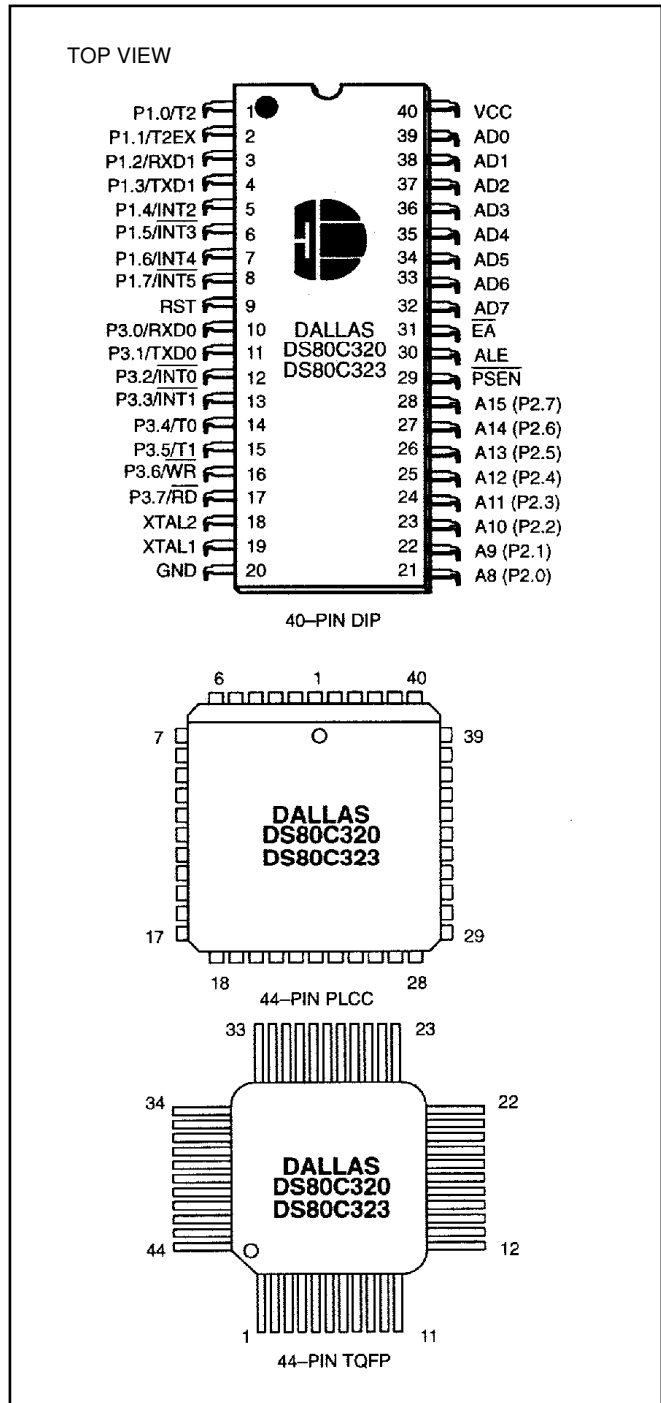 TOP VIEW
P1.0/T2 1 40 VCC
P1.1/T2EX 2 39 AD0
P1.2/RXD1 3 38 AD1
P1.3/TXD1 4 37 AD2
P1.4/INT2 5 36 AD3
P1.5/I̅N̅T̅3̅ 6 35 AD4
P1.6/INT4 7 34 AD5
P1.7/I̅N̅T̅5̅ 8 33 AD6
RST 9 32 AD7
P3.0/RXD0 10 31 E̅A̅
P3.1/TXD0 11 30 ALE
P3.2/I̅N̅T̅0̅ 12 29 P̅S̅E̅N̅
P3.3/I̅N̅T̅1̅ 13 28 A15 (P2.7)
P3.4/T0 14 27 A14 (P2.6)
P3.5/T1 15 26 A13 (P2.5)
P3.6/W̅R̅ 16 25 A12 (P2.4)
P3.7/R̅D̅ 17 24 A11 (P2.3)
XTAL2 18 23 A10 (P2.2)
XTAL1 19 22 A9 (P2.1)
GND 20 21 A8 (P2.0)
DALLAS
DS80C320
DS80C323
40–PIN DIP
6 1 40
7 39
DALLAS
DS80C320
DS80C323
17 29
18 28
44–PIN PLCC
33 23
34 22
DALLAS
DS80C320
DS80C323
44 12
1 11
44–PIN TQFP